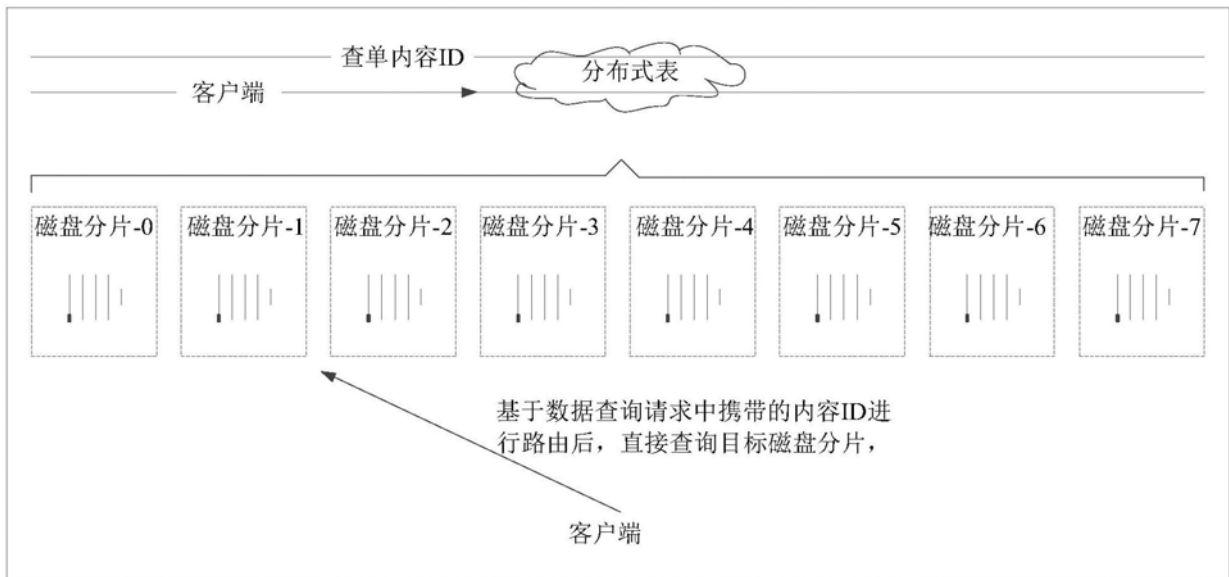 查单内容ID
分布式表
客户端
磁盘分片-0
磁盘分片-1
磁盘分片-2
磁盘分片-3
磁盘分片-4
磁盘分片-5
磁盘分片-6
磁盘分片-7
基于数据查询请求中携带的内容ID进
行路由后，直接查询目标磁盘分片，
客户端